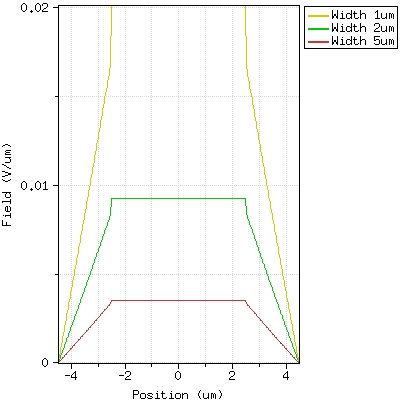 0.02
0.01
0
Field (V/um)
-4
-2
0
2
4
Position (um)
Width 1um
Width 2um
Width 5um